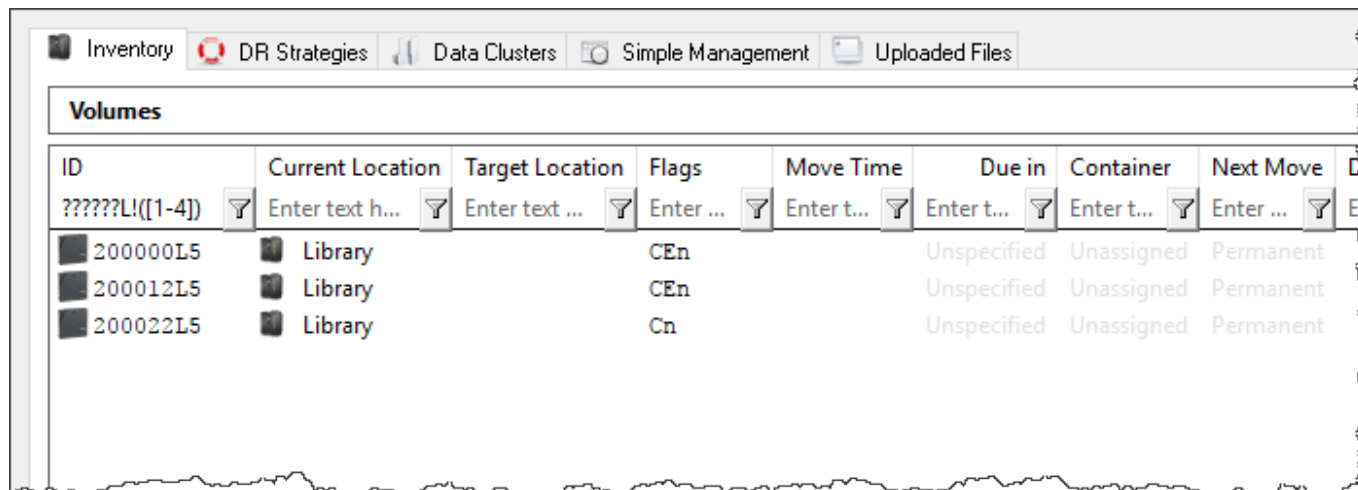 Inventory DR Strategies Data Clusters Simple Management Uploaded Files
Volumes
ID Current Location Target Location Flags Move Time Due in Container Next Move
??????L!([1-4]) Enter text h... Enter text ... Enter ... Enter t... Enter t... Enter t... Enter ...
200000L5 Library CEn Unspecified Unassigned Permanent
200012L5 Library CEn Unspecified Unassigned Permanent
200022L5 Library Cn Unspecified Unassigned Permanent